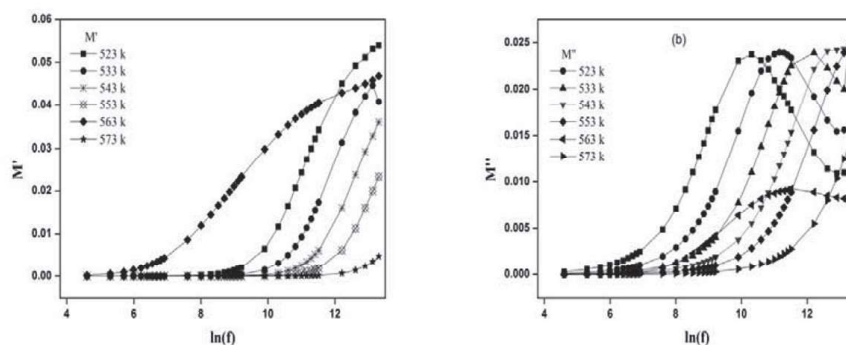 0.06
0.05
0.04
0.03
0.02
0.01
0.00
M'
M'
523 k
533 k
543 k
553 k
563 k
573 k
4 6 8 10 12
ln(f)
(b)
0.025
0.020
0.015
0.010
0.005
0.000
M''
M''
523 k
533 k
543 k
553 k
563 k
573 k
4 6 8 10 12
ln(f)